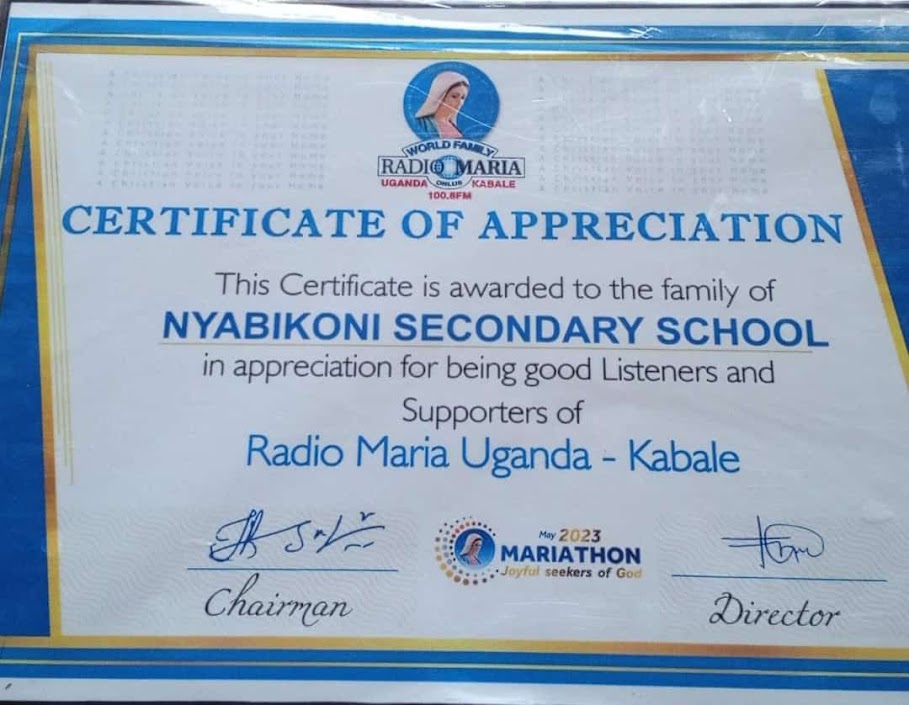 WORLD FAMILY
RADIO MARIA
UGANDA ONLUS KABALE
100.8FM
CERTIFICATE OF APPRECIATION
This Certificate is awarded to the family of
NYABIKONI SECONDARY SCHOOL
in appreciation for being good Listeners and
Supporters of
Radio Maria Uganda - Kabale
May 2023
MARIATHON
Joyful seekers of God
Chairman
Director